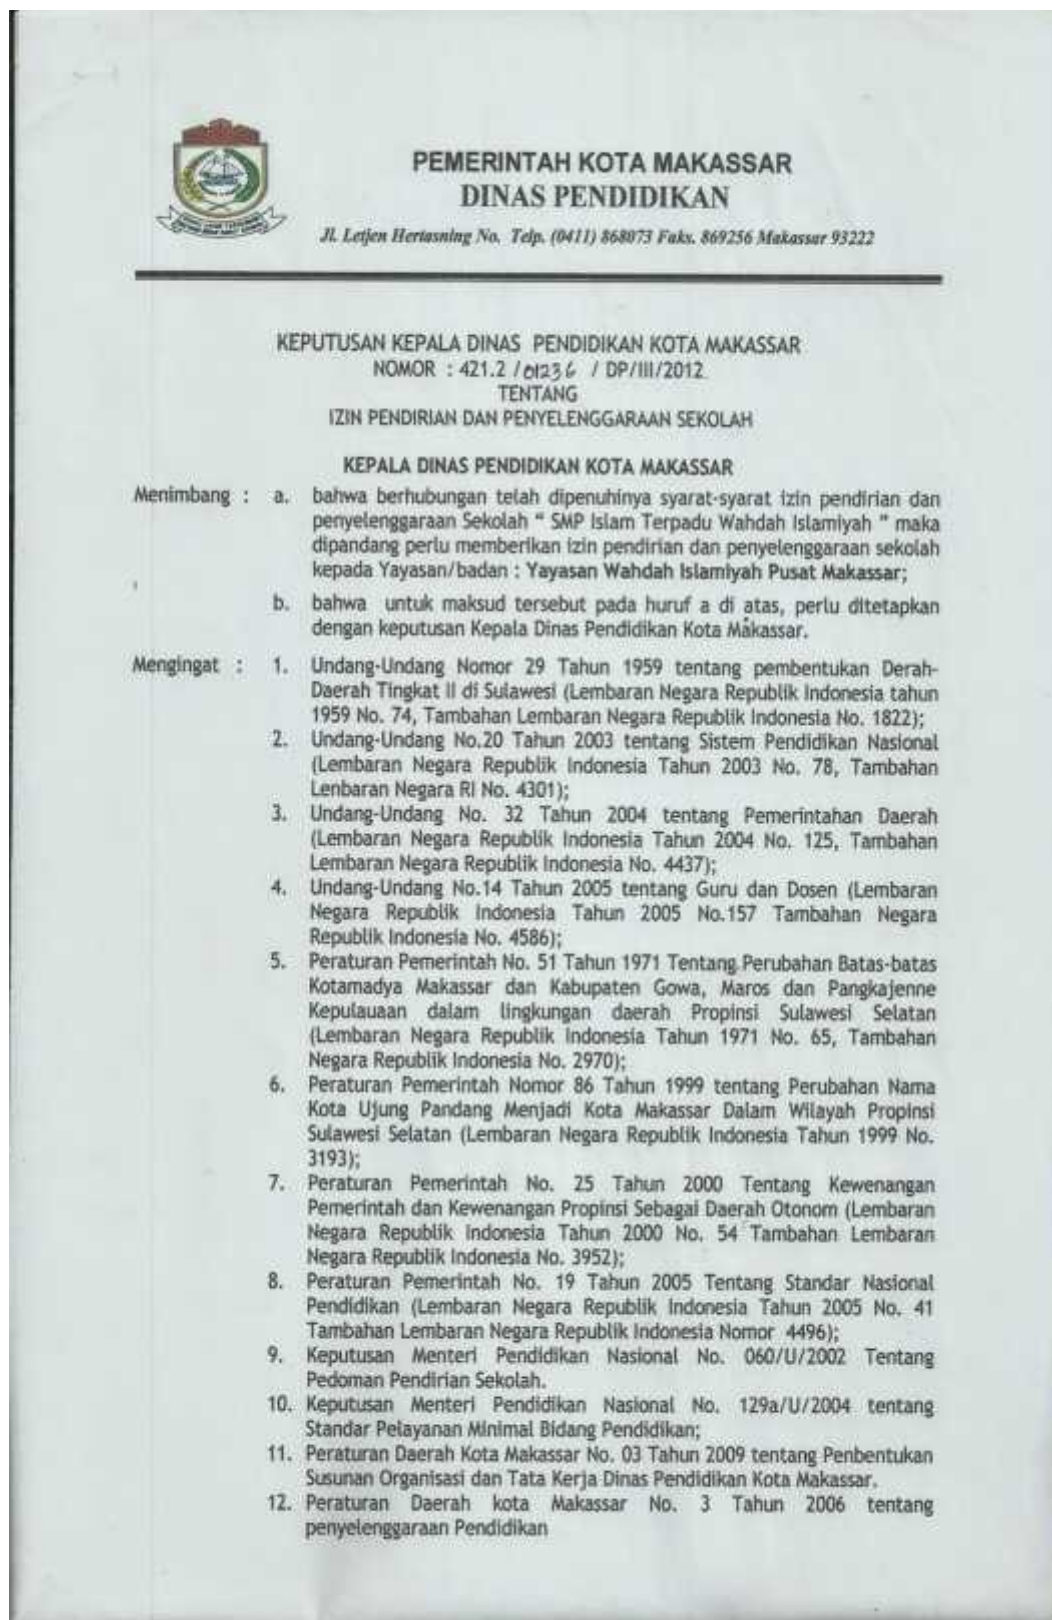 PEMERINTAH KOTA MAKASSAR
DINAS PENDIDIKAN
Jl. Letjen Hertasning No. Telp. (0411) 868073 Faks. 869256 Makassar 93222
KEPUTUSAN KEPALA DINAS PENDIDIKAN KOTA MAKASSAR
NOMOR : 421.2 /01236 / DP/III/2012
TENTANG
IZIN PENDIRIAN DAN PENYELENGGARAAN SEKOLAH
KEPALA DINAS PENDIDIKAN KOTA MAKASSAR
Menimbang : a. bahwa berhubungan telah dipenuhinya syarat-syarat izin pendirian dan
penyelenggaraan Sekolah " SMP Islam Terpadu Wahdah Islamiyah " maka
dipandang perlu memberikan izin pendirian dan penyelenggaraan sekolah
kepada Yayasan/badan : Yayasan Wahdah Islamiyah Pusat Makassar;
b. bahwa untuk maksud tersebut pada huruf a di atas, perlu ditetapkan
dengan keputusan Kepala Dinas Pendidikan Kota Makassar.
Mengingat : 1. Undang-Undang Nomor 29 Tahun 1959 tentang pembentukan Derah-
Daerah Tingkat II di Sulawesi (Lembaran Negara Republik Indonesia tahun
1959 No. 74, Tambahan Lembaran Negara Republik Indonesia No. 1822);
2. Undang-Undang No.20 Tahun 2003 tentang Sistem Pendidikan Nasional
(Lembaran Negara Republik Indonesia Tahun 2003 No. 78, Tambahan
Lenbaran Negara RI No. 4301);
3. Undang-Undang No. 32 Tahun 2004 tentang Pemerintahan Daerah
(Lembaran Negara Republik Indonesia Tahun 2004 No. 125, Tambahan
Lembaran Negara Republik Indonesia No. 4437);
4. Undang-Undang No.14 Tahun 2005 tentang Guru dan Dosen (Lembaran
Negara Republik Indonesia Tahun 2005 No.157 Tambahan Negara
Republik Indonesia No. 4586);
5. Peraturan Pemerintah No. 51 Tahun 1971 Tentang Perubahan Batas-batas
Kotamadya Makassar dan Kabupaten Gowa, Maros dan Pangkajenne
Kepulauaan dalam lingkungan daerah Propinsi Sulawesi Selatan
(Lembaran Negara Republik Indonesia Tahun 1971 No. 65, Tambahan
Negara Republik Indonesia No. 2970);
6. Peraturan Pemerintah Nomor 86 Tahun 1999 tentang Perubahan Nama
Kota Ujung Pandang Menjadi Kota Makassar Dalam Wilayah Propinsi
Sulawesi Selatan (Lembaran Negara Republik Indonesia Tahun 1999 No.
3193);
7. Peraturan Pemerintah No. 25 Tahun 2000 Tentang Kewenangan
Pemerintah dan Kewenangan Propinsi Sebagai Daerah Otonom (Lembaran
Negara Republik Indonesia Tahun 2000 No. 54 Tambahan Lembaran
Negara Republik Indonesia No. 3952);
8. Peraturan Pemerintah No. 19 Tahun 2005 Tentang Standar Nasional
Pendidikan (Lembaran Negara Republik Indonesia Tahun 2005 No. 41
Tambahan Lembaran Negara Republik Indonesia Nomor 4496);
9. Keputusan Menteri Pendidikan Nasional No. 060/U/2002 Tentang
Pedoman Pendirian Sekolah.
10. Keputusan Menteri Pendidikan Nasional No. 129a/U/2004 tentang
Standar Pelayanan Minimal Bidang Pendidikan;
11. Peraturan Daerah Kota Makassar No. 03 Tahun 2009 tentang Penbentukan
Susunan Organisasi dan Tata Kerja Dinas Pendidikan Kota Makassar.
12. Peraturan Daerah kota Makassar No. 3 Tahun 2006 tentang
penyelenggaraan Pendidikan